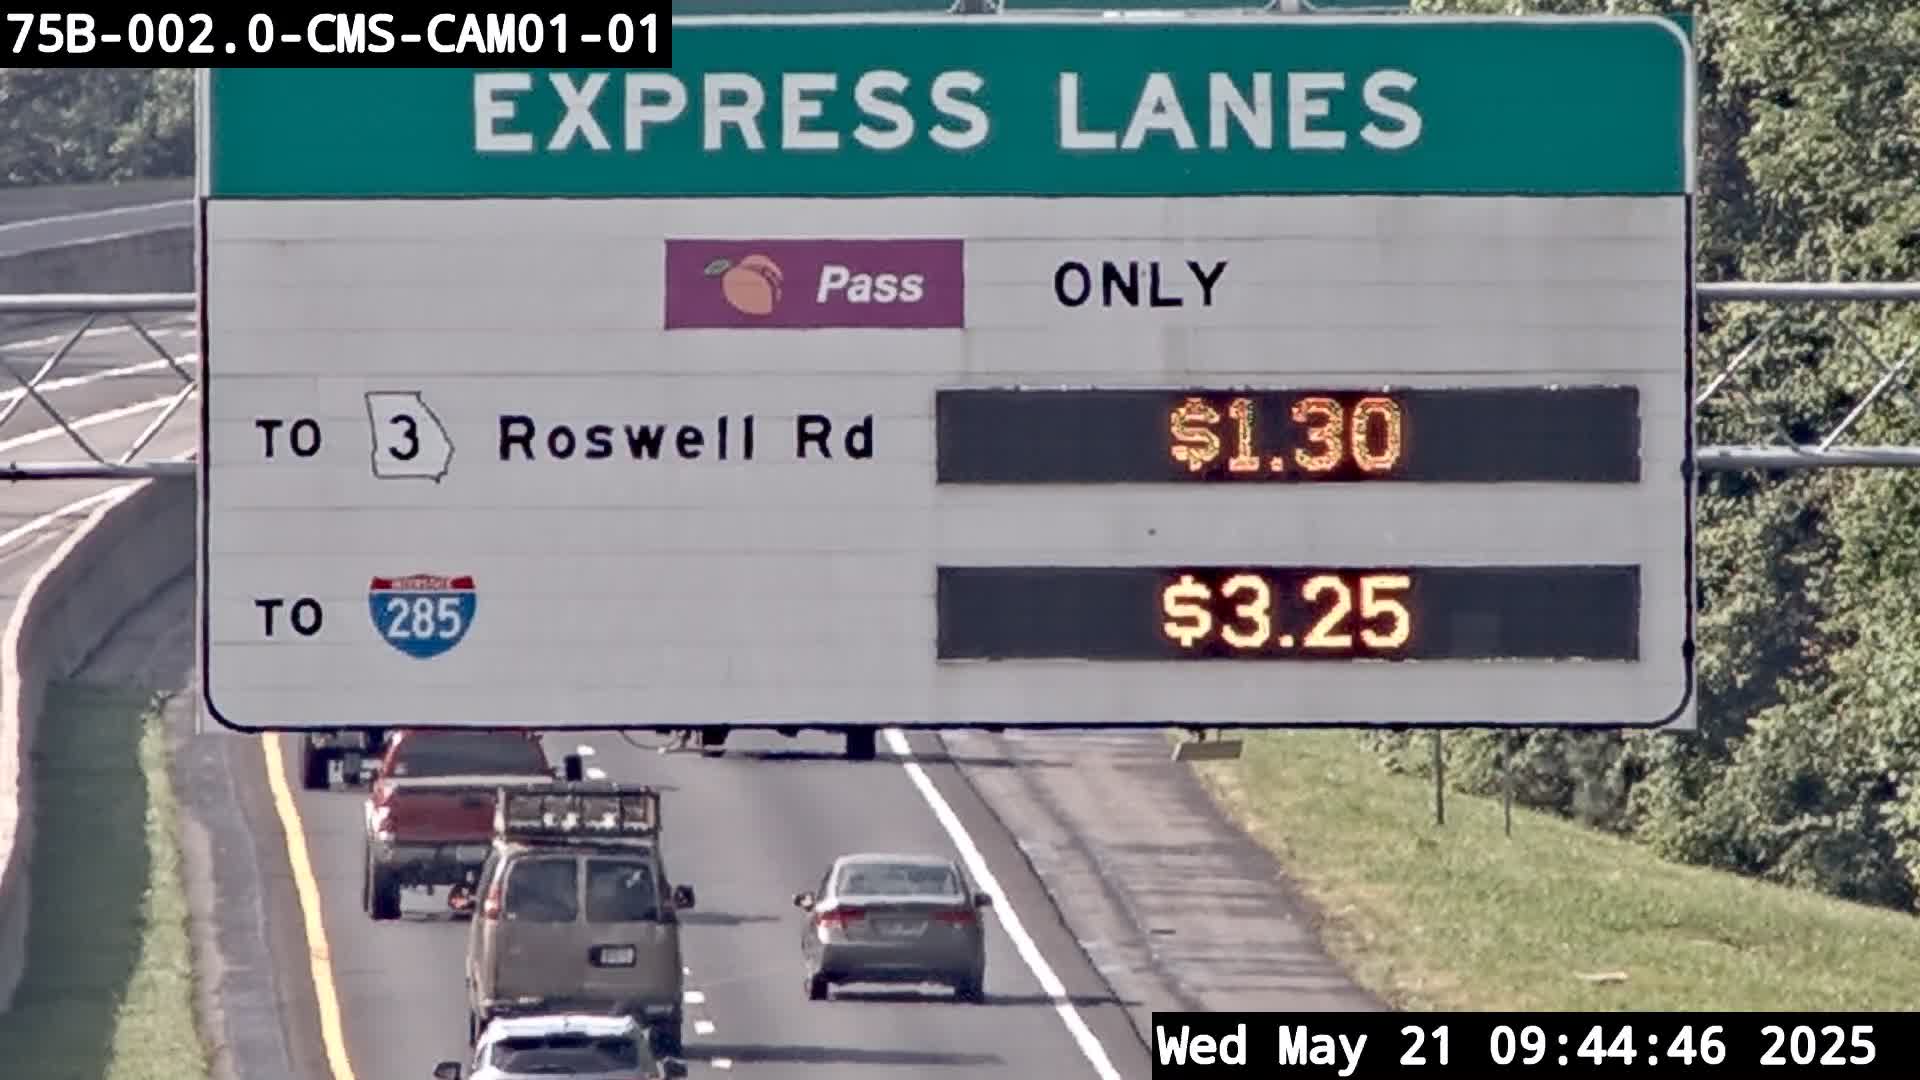 75B-002.0-CMS-CAM01-01
EXPRESS LANES
Pass ONLY
TO 3 Roswell Rd $1.30
INTERSTATE
TO 285 $3.25
Wed May 21 09:44:46 2025